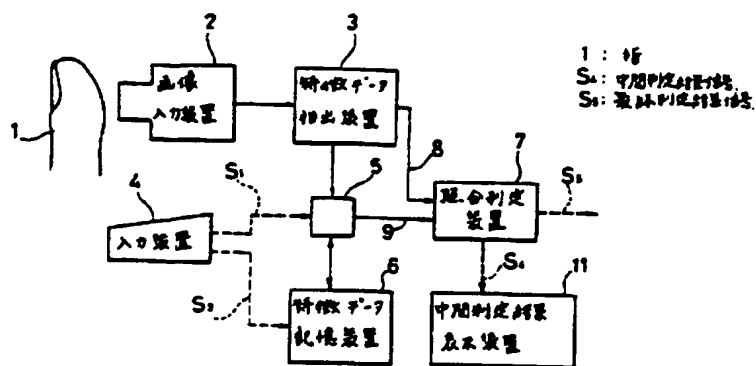 2
3
1 : 指
S₄: 中間判定結果信号
S₅: 最終判定結果信号
画像
入力装置
特徴データ
抽出装置
1
8
7
4
S₁
5
照合判定
装置
S₅
入力装置
9
S₄
S₂
6
11
特徴データ
記憶装置
中間判定結果
表示装置